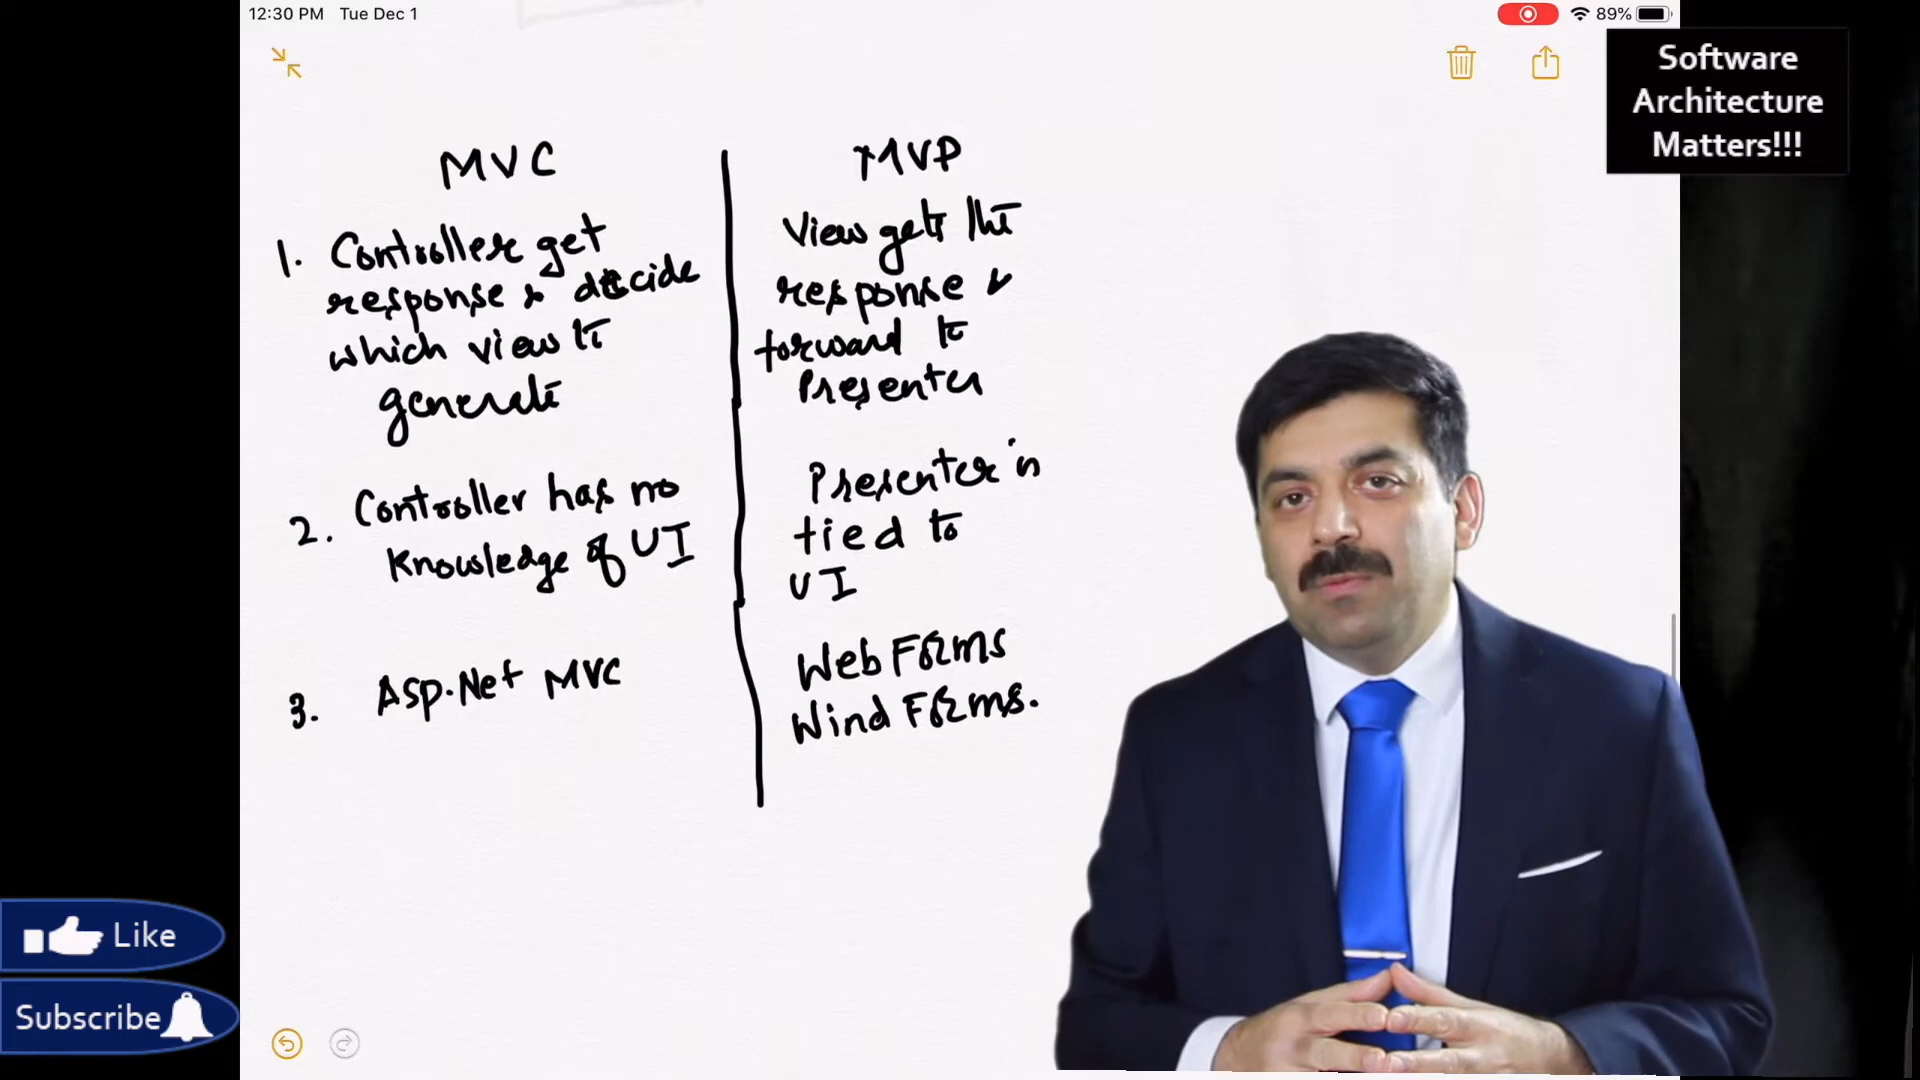 12:30 PM Tue Dec 1
89%
Software
Architecture
Matters!!!
MVC
1. Controller get
response & decide
which view to
generate
2. Controller has no
Knowledge of UI
3. Asp.Net MVC
MVP
View gets the
response &
forward to
Presenter
Presenter is
tied to
UI
Web Forms
Wind Forms.
Like
Subscribe